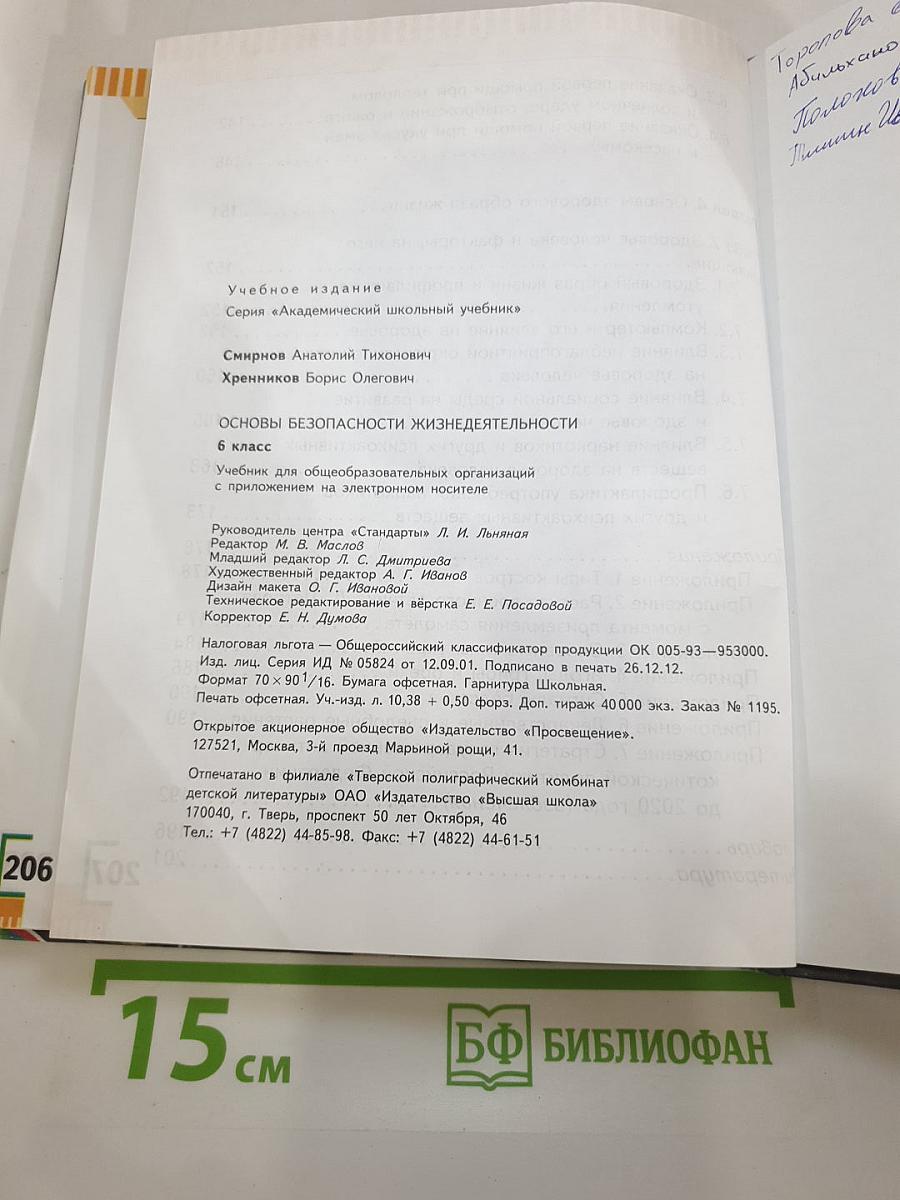 Учебное издание
Серия «Академический школьный учебник»
Смирнов Анатолий Тихонович
Хренников Борис Олегович
ОСНОВЫ БЕЗОПАСНОСТИ ЖИЗНЕДЕЯТЕЛЬНОСТИ
6 класс
Учебник для общеобразовательных организаций
с приложением на электронном носителе
Руководитель центра «Стандарты» Л. И. Льняная
Редактор М. В. Маслов
Младший редактор Л. С. Дмитриева
Художественный редактор А. Г. Иванов
Дизайн макета О. Г. Ивановой
Техническое редактирование и вёрстка Е. Е. Посадовой
Корректор Е. Н. Думова
Налоговая льгота — Общероссийский классификатор продукции ОК 005-93—953000.
Изд. лиц. Серия ИД № 05824 от 12.09.01. Подписано в печать 26.12.12.
Формат 70 × 90 1/16. Бумага офсетная. Гарнитура Школьная.
Печать офсетная. Уч.-изд. л. 10,38 + 0,50 форз. Доп. тираж 40 000 экз. Заказ № 1195.
Открытое акционерное общество «Издательство «Просвещение».
127521, Москва, 3-й проезд Марьиной рощи, 41.
Отпечатано в филиале «Тверской полиграфический комбинат
детской литературы» ОАО «Издательство «Высшая школа»
170040, г. Тверь, проспект 50 лет Октября, 46
Тел.: +7 (4822) 44-85-98. Факс: +7 (4822) 44-61-51
206
207
Торопова
15 см
БФ БИБЛИОФАН